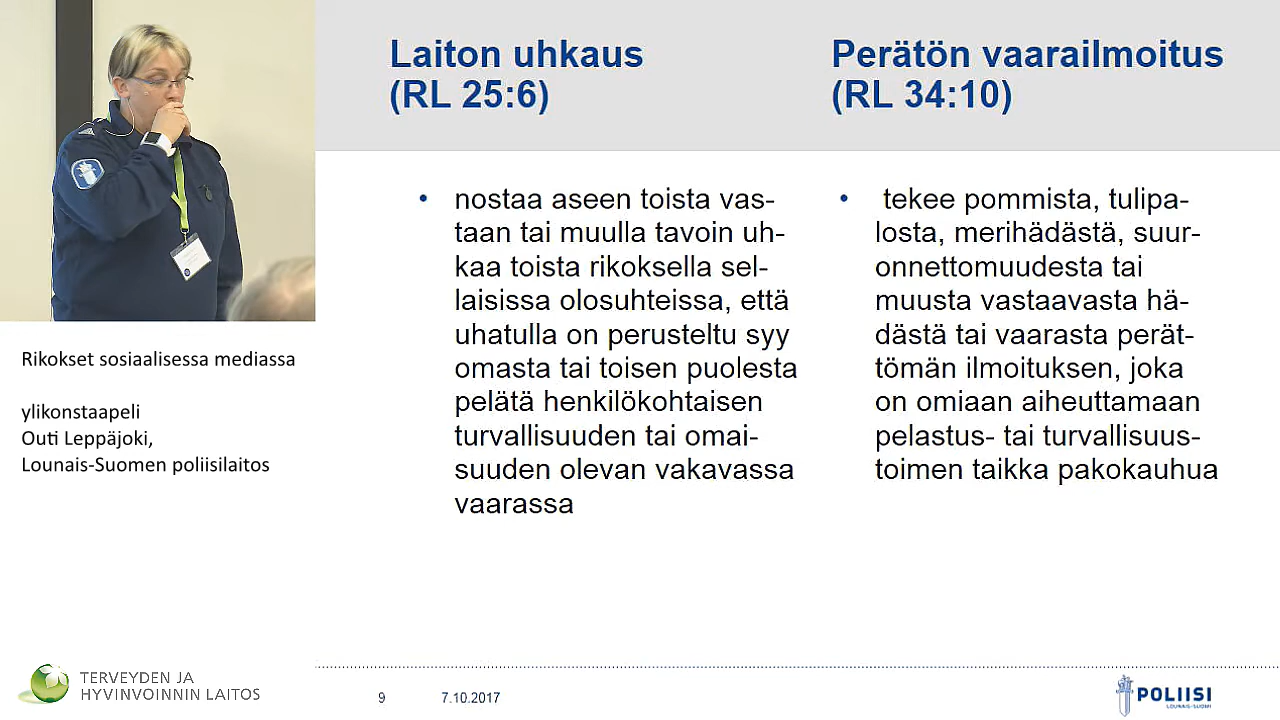 Laiton uhkaus
(RL 25:6)
Perätön vaarailmoitus
(RL 34:10)
• nostaa aseen toista vas-
taan tai muulla tavoin uh-
kaa toista rikoksella sel-
laisissa olosuhteissa, että
uhatulla on perusteltu syy
omasta tai toisen puolesta
pelätä henkilökohtaisen
turvallisuuden tai omai-
suuden olevan vakavassa
vaarassa
• tekee pommista, tulipa-
losta, merihädästä, suur-
onnettomuudesta tai
muusta vastaavasta hä-
dästä tai vaarasta perät-
tömän ilmoituksen, joka
on omiaan aiheuttamaan
pelastus- tai turvallisuus-
toimen taikka pakokauhua
Rikokset sosiaalisessa mediassa
ylikonstaapeli
Outi Leppäjoki,
Lounais-Suomen poliisilaitos
TERVEYDEN JA
HYVINVOINNIN LAITOS
9
7.10.2017
POLIISI
LOUNAIS-SUOMI